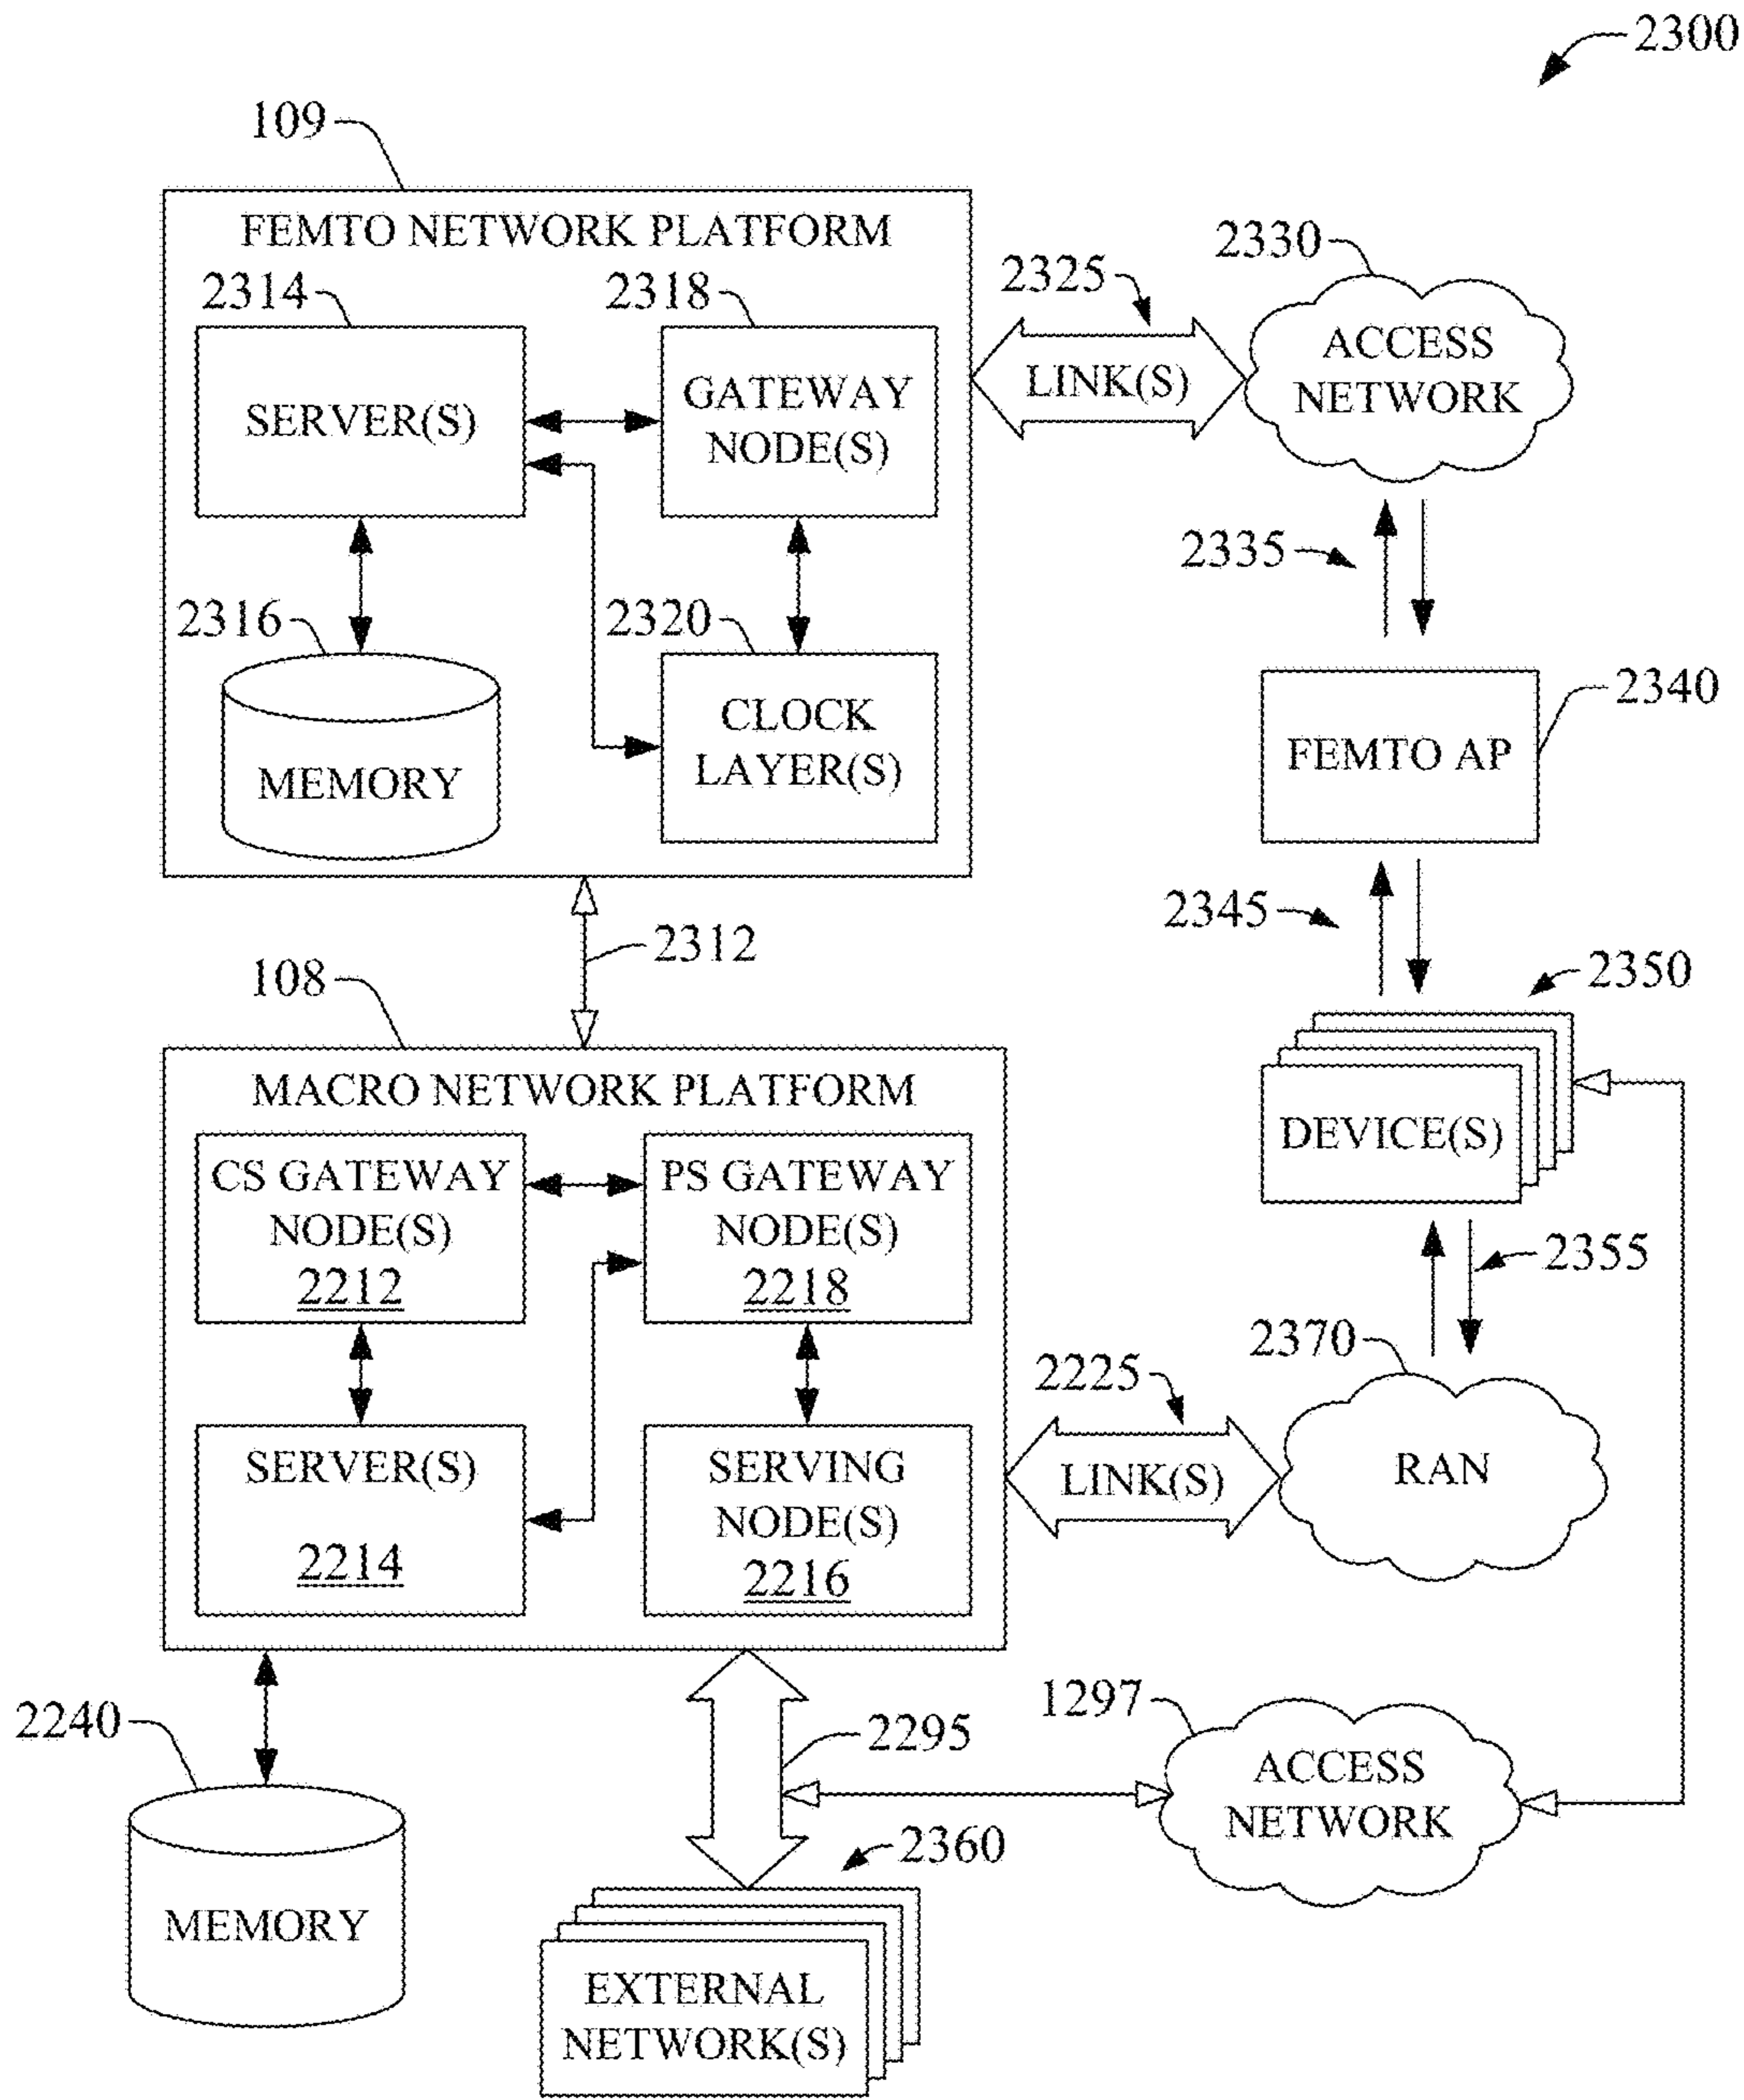 2300
109
FEMTO NETWORK PLATFORM
2314
2318
SERVER(S)
GATEWAY
NODE(S)
2316
2320
MEMORY
CLOCK
LAYER(S)
2325
LINK(S)
2330
ACCESS
NETWORK
2335
2340
FEMTO AP
2345
2350
DEVICE(S)
2312
108
MACRO NETWORK PLATFORM
CS GATEWAY
NODE(S)
2212
PS GATEWAY
NODE(S)
2218
SERVER(S)
2214
SERVING
NODE(S)
2216
2355
2370
2225
LINK(S)
RAN
2240
MEMORY
2295
1297
ACCESS
NETWORK
2360
EXTERNAL
NETWORK(S)